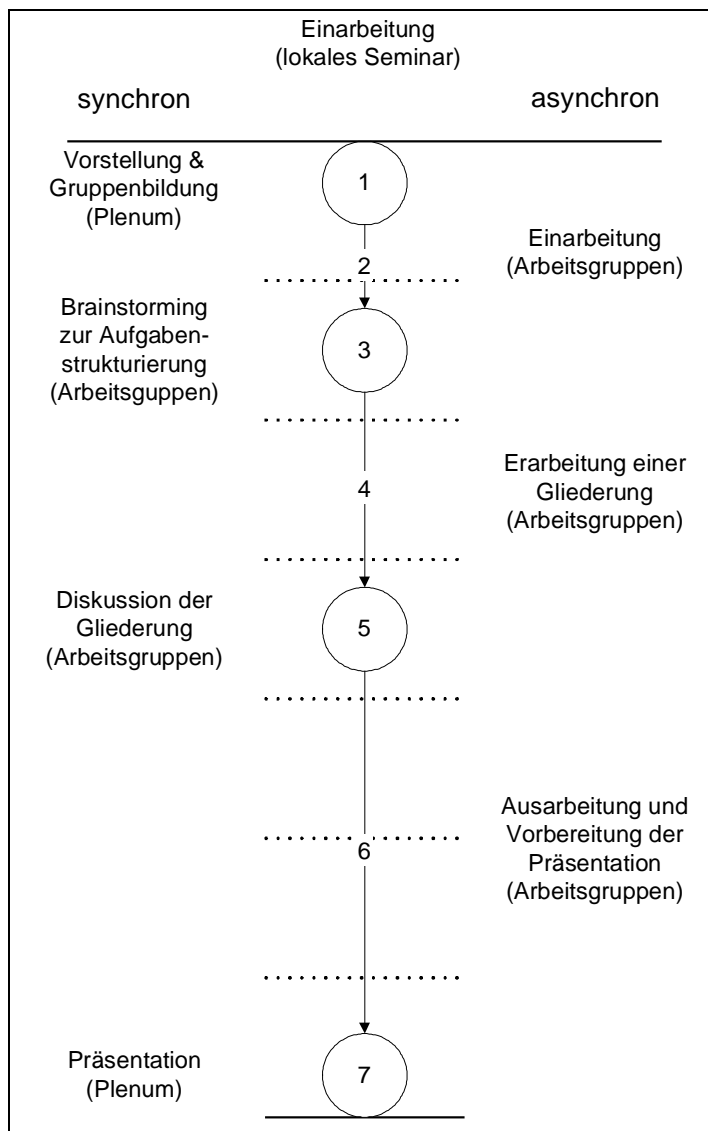 Einarbeitung
(lokales Seminar)
synchron
asynchron
Vorstellung &
Gruppenbildung
(Plenum)
1
Einarbeitung
(Arbeitsgruppen)
2
Brainstorming
zur Aufgaben-
strukturierung
(Arbeitsguppen)
3
Erarbeitung einer
Gliederung
(Arbeitsgruppen)
4
Diskussion der
Gliederung
(Arbeitsgruppen)
5
Ausarbeitung und
Vorbereitung der
Präsentation
(Arbeitsgruppen)
6
Präsentation
(Plenum)
7